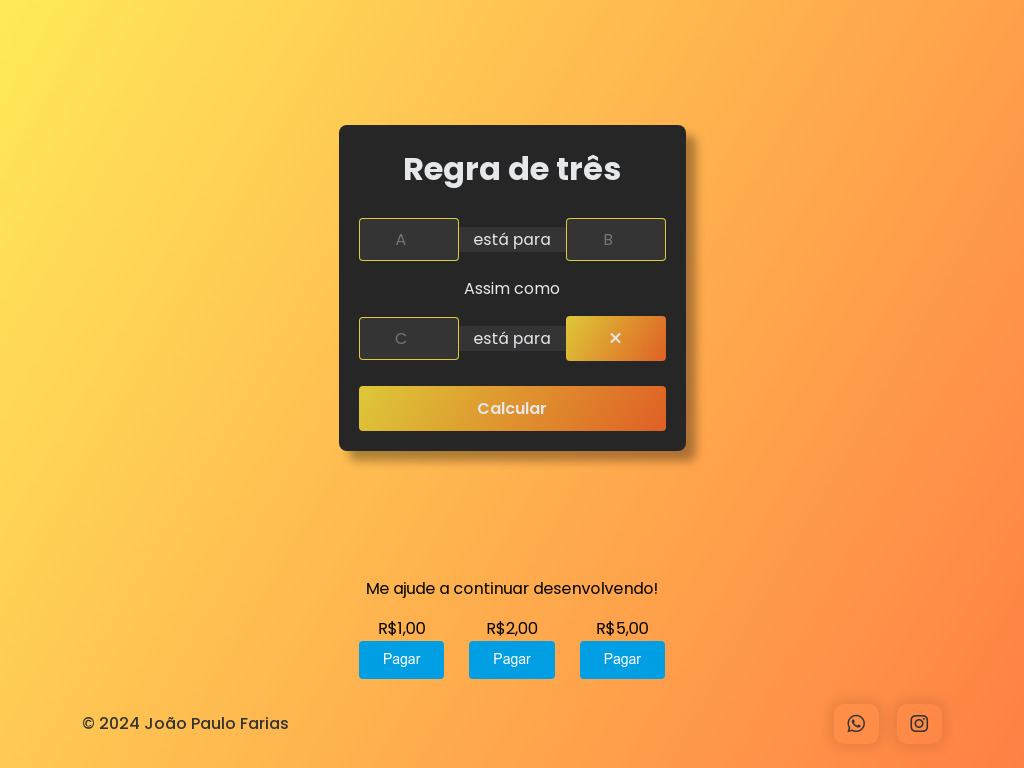 Regra de três
A está para B
Assim como
C está para ×
Calcular
Me ajude a continuar desenvolvendo!
R$1,00 R$2,00 R$5,00
Pagar Pagar Pagar
© 2024 João Paulo Farias